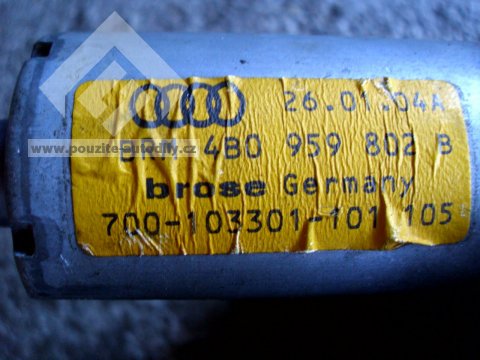 26.01.04A
4B0 959 802 B
www.pouzite-autodily.cz
brose Germany
700-103301-101 105